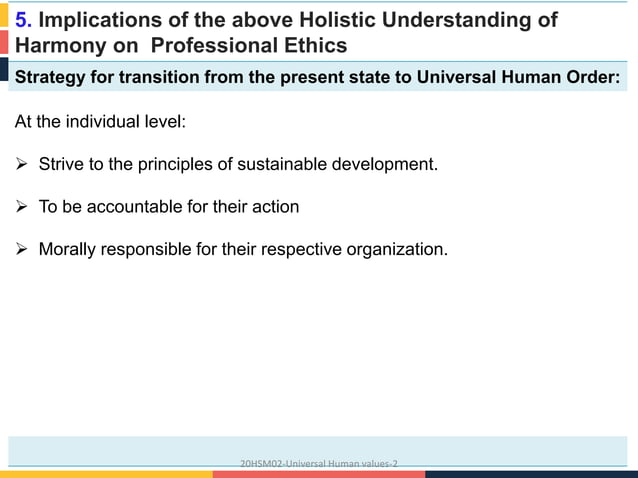 5. Implications of the above Holistic Understanding of
Harmony on Professional Ethics
Strategy for transition from the present state to Universal Human Order:
At the individual level:
➢ Strive to the principles of sustainable development.
➢ To be accountable for their action
➢ Morally responsible for their respective organization.
20HSM02-Universal Human values-2